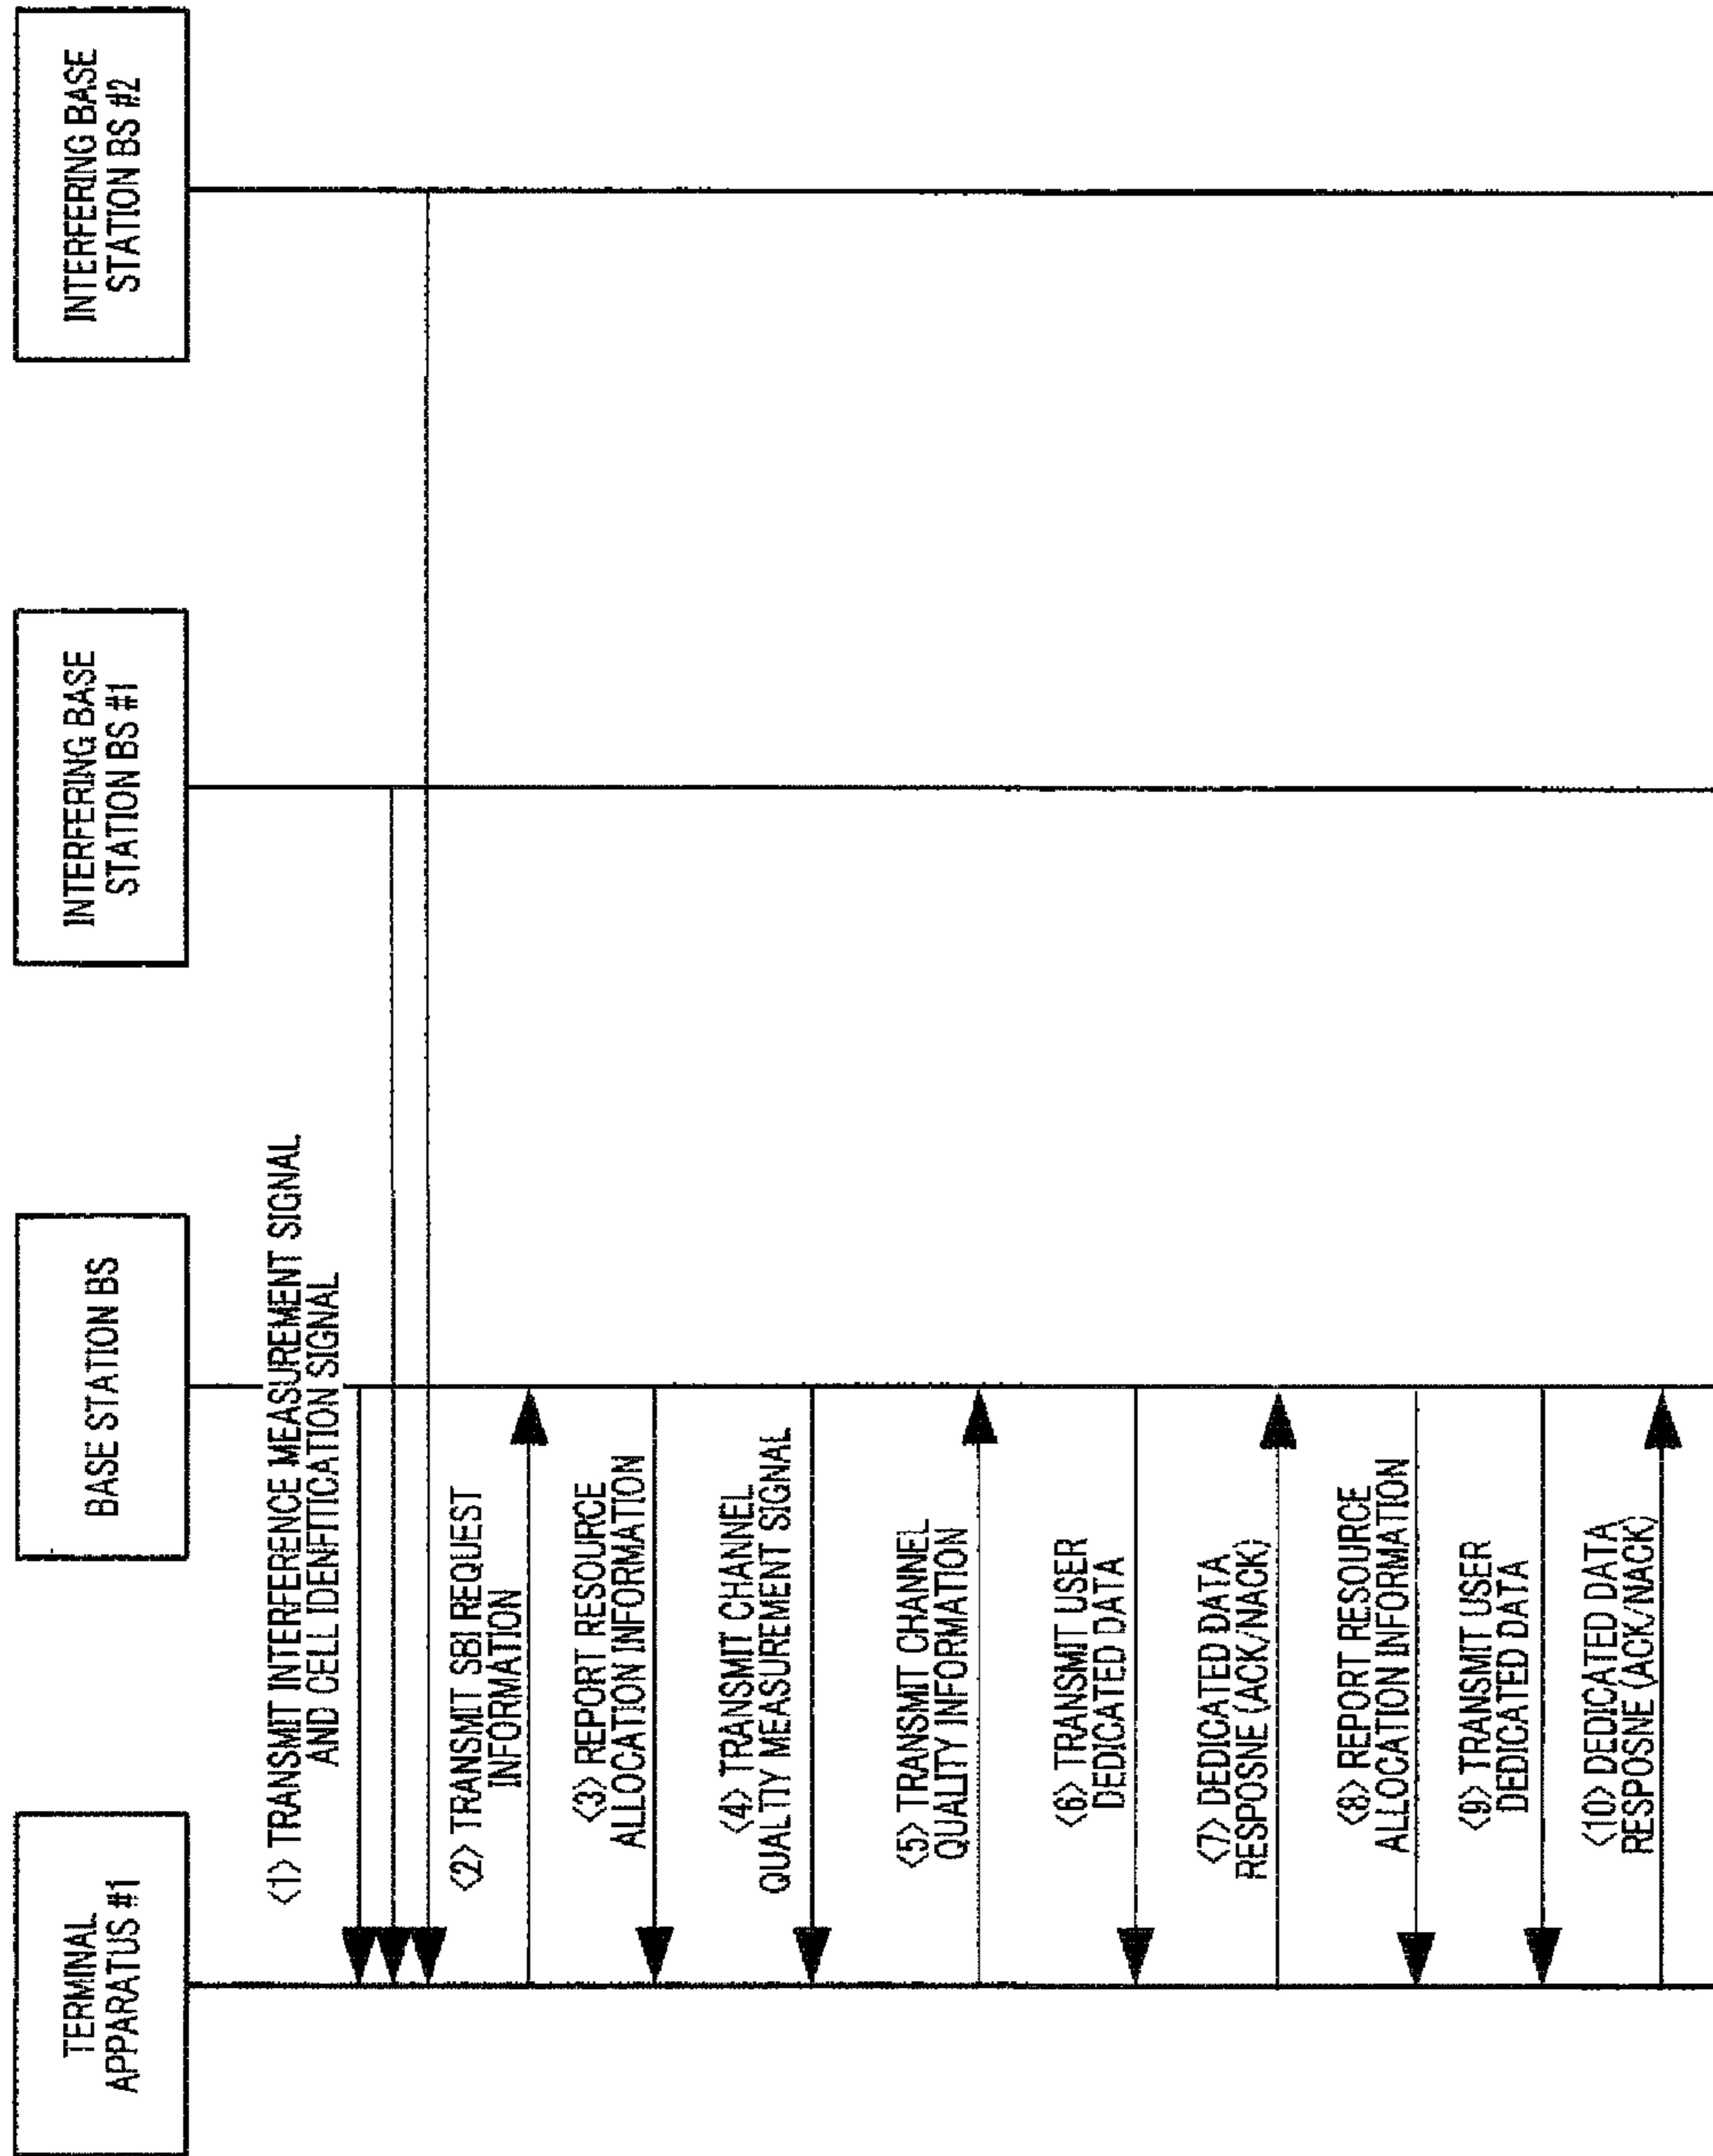 TERMINAL
APPARATUS #1
BASE STATION BS
INTERFERING BASE
STATION BS #1
INTERFERING BASE
STATION BS #2
<1> TRANSMIT INTERFERENCE MEASUREMENT SIGNAL
AND CELL IDENFITICATION SIGNAL
<2> TRANSMIT SBI REQUEST
INFORMATION
<3> REPORT RESOURCE
ALLOCATION INFORMATION
<4> TRANSMIT CHANNEL
QUALTIY MEASUREMENT SIGNAL
<5> TRANSMIT CHANNEL
QUALITY INFORMATION
<6> TRANSMIT USER
DEDICATED DATA
<7> DEDICATED DATA
RESPOSNE (ACK/NACK)
<8> REPORT RESOURCE
ALLOCATION INFORMATION
<9> TRANSMIT USER
DEDICATED DATA
<10> DEDICATED DATA
RESPOSNE (ACK/NACK)